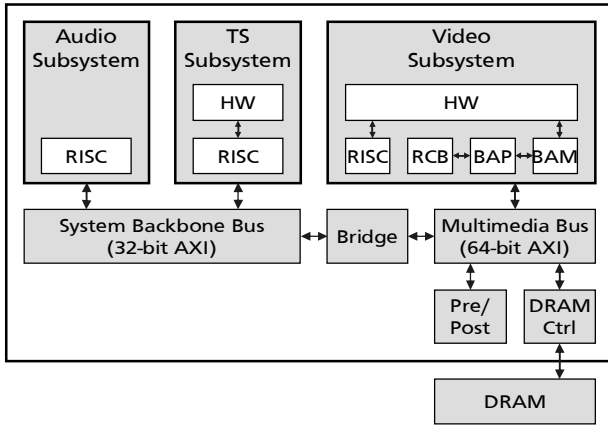 Audio
Subsystem
TS
Subsystem
Video
Subsystem
HW
HW
RISC
RISC
RISC
RCB
BAP
BAM
System Backbone Bus
(32-bit AXI)
Bridge
Multimedia Bus
(64-bit AXI)
Pre/
Post
DRAM
Ctrl
DRAM